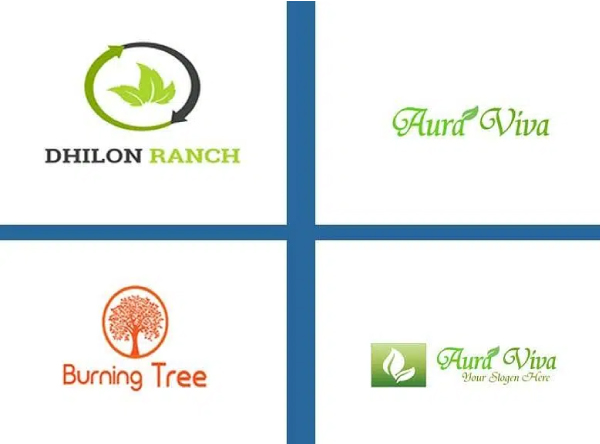 DHILON RANCH
Aura Viva
Burning Tree
Aura Viva
Your Slogen Here